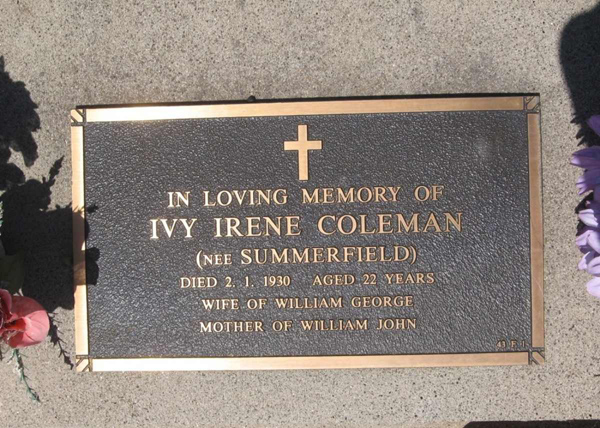 IN LOVING MEMORY OF
IVY IRENE COLEMAN
(NEE SUMMERFIELD)
DIED 2. 1. 1930 AGED 22 YEARS
WIFE OF WILLIAM GEORGE
MOTHER OF WILLIAM JOHN